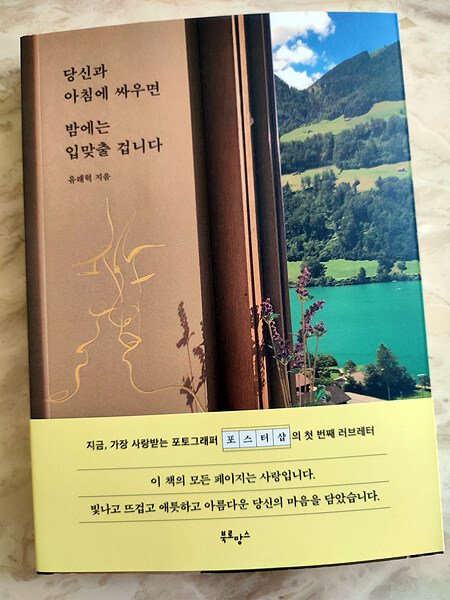 당신과
아침에 싸우면
밤에는
입맞출 겁니다
유래혁 지음
지금, 가장 사랑받는 포토그래퍼 포스터샵의 첫 번째 러브레터
이 책의 모든 페이지는 사랑입니다.
빛나고 뜨겁고 애틋하고 아름다운 당신의 마음을 담았습니다.
북로망스